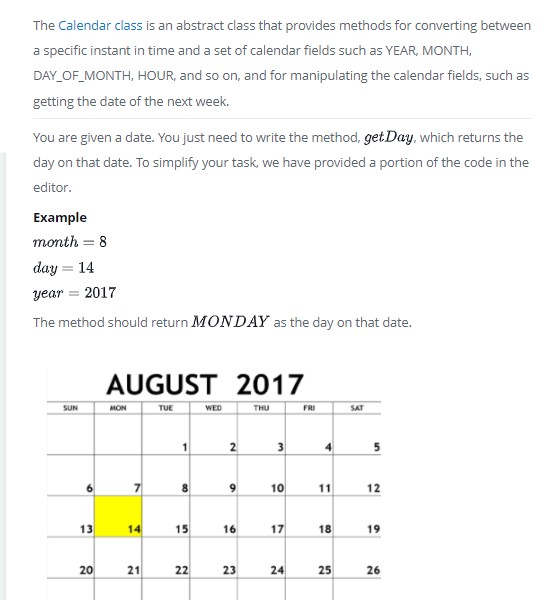 The Calendar class is an abstract class that provides methods for converting between
a specific instant in time and a set of calendar fields such as YEAR, MONTH,
DAY_OF_MONTH, HOUR, and so on, and for manipulating the calendar fields, such as
getting the date of the next week.
You are given a date. You just need to write the method, getDay, which returns the
day on that date. To simplify your task, we have provided a portion of the code in the
editor.
Example
month = 8
day = 14
year = 2017
The method should return MONDAY as the day on that date.
AUGUST 2017
SUN MON TUE WED THU FRI SAT
1 2 3 4 5
6 7 8 9 10 11 12
13 14 15 16 17 18 19
20 21 22 23 24 25 26